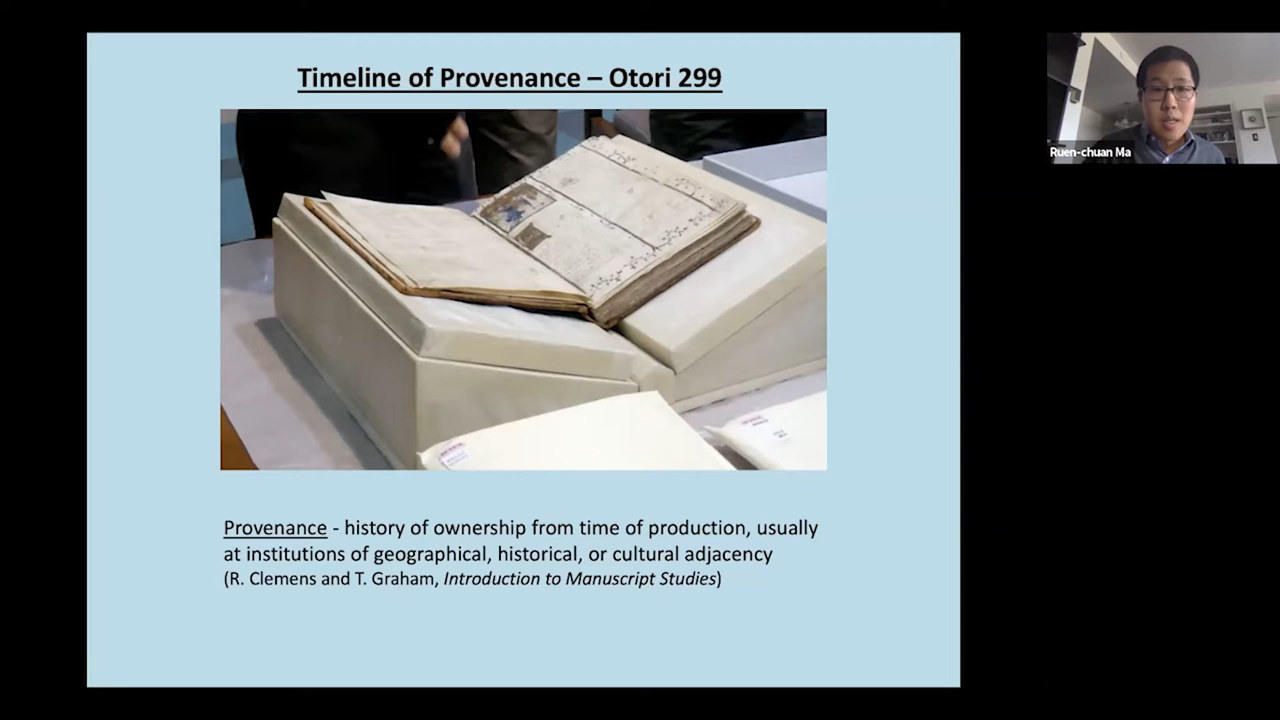 Timeline of Provenance – Otori 299
Ruen-chuan Ma
Provenance - history of ownership from time of production, usually
at institutions of geographical, historical, or cultural adjacency
(R. Clemens and T. Graham, Introduction to Manuscript Studies)